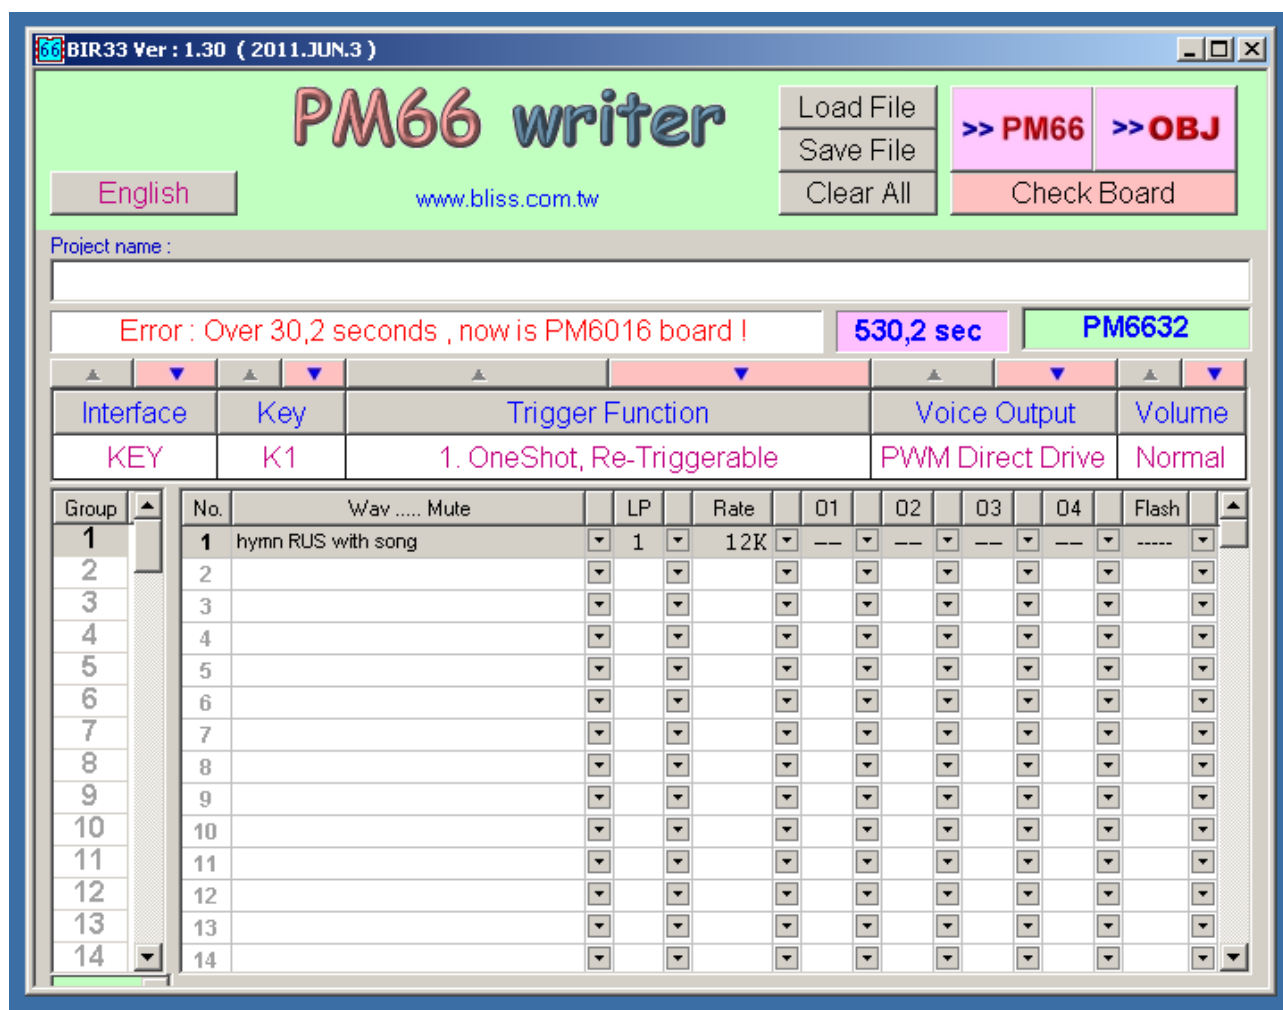 66 BIR33 Ver : 1.30 ( 2011.JUN.3 )
PM66 writer
Load File
Save File
Clear All
>> PM66
>> OBJ
Check Board
English
www.bliss.com.tw
Project name :
Error : Over 30,2 seconds , now is PM6016 board !
530,2 sec
PM6632
Interface Key Trigger Function Voice Output Volume
KEY K1 1. OneShot, Re-Triggerable PWM Direct Drive Normal
Group No. Wav ..... Mute LP Rate O1 O2 O3 O4 Flash
1 1 hymn RUS with song 1 12K -- -- -- -- -----
2 2
3 3
4 4
5 5
6 6
7 7
8 8
9 9
10 10
11 11
12 12
13 13
14 14